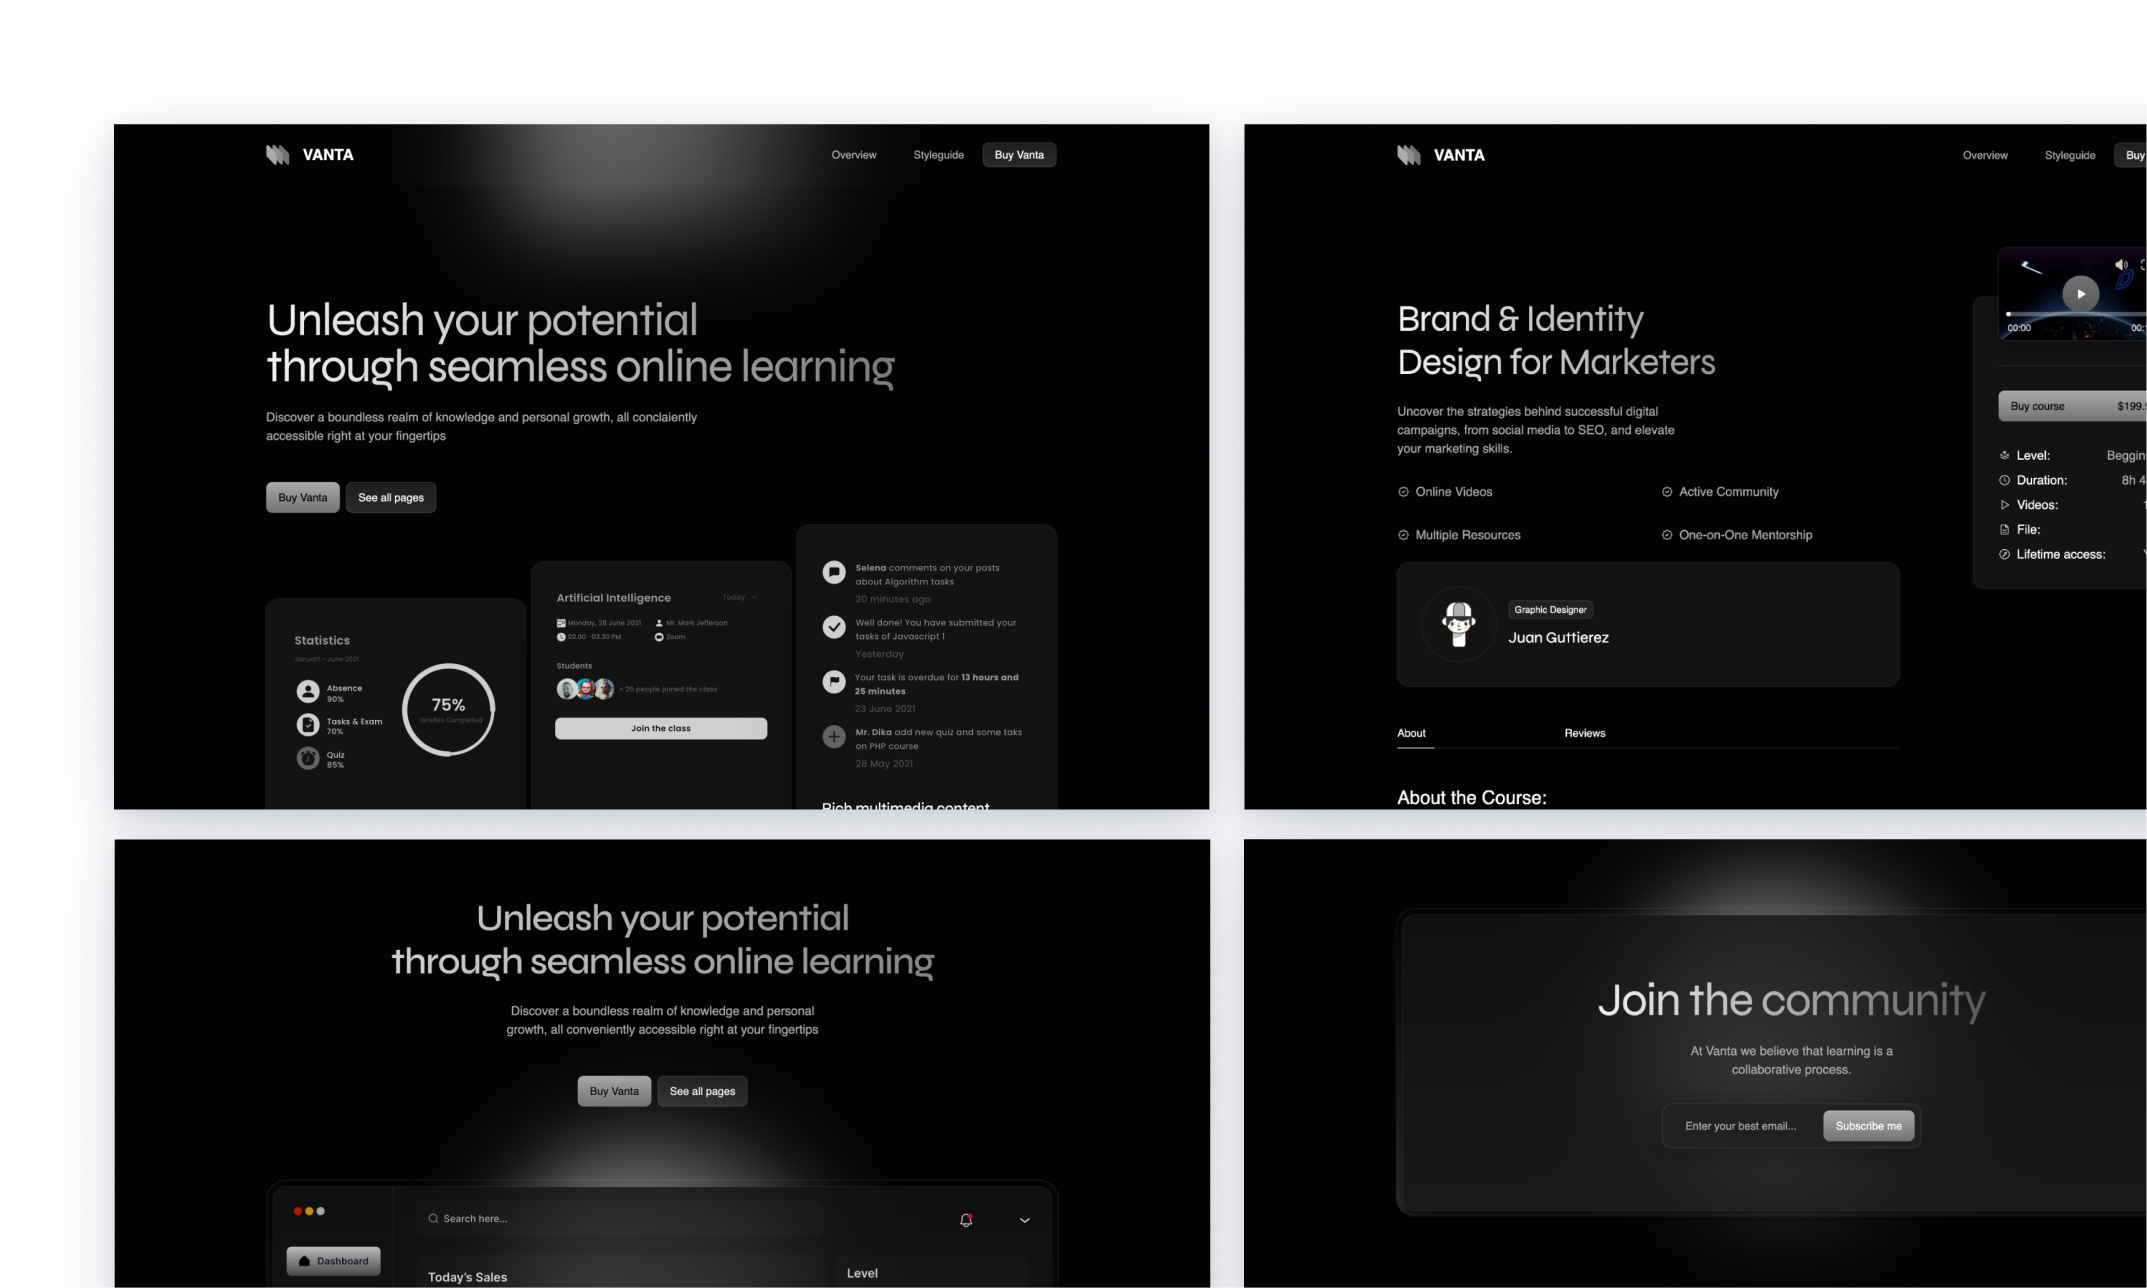 VANTA
Overview
Styleguide
Buy Vanta
Unleash your potential
through seamless online learning
Discover a boundless realm of knowledge and personal growth, all conclaiently
accessible right at your fingertips
Buy Vanta
See all pages
Statistics
Januart - June 2021
Absence
90%
Tasks & Exam
70%
Quiz
85%
75%
Grades Completed
Artificial Intelligence
Today
Monday, 28 June 2021
Mr. Mark Jefferson
02.00 -03.30 PM
Zoom
Students
+ 25 people joined the class
Join the class
Selena comments on your posts
about Algorithm tasks
20 minutes ago
Well done! You have submitted your
tasks of Javascript 1
Yesterday
Your task is overdue for 13 hours and
25 minutes
23 June 2021
Mr. Dika add new quiz and some taks
on PHP course
28 May 2021
Rich multimedia content
VANTA
Overview
Styleguide
Buy
Brand & Identity
Design for Marketers
Uncover the strategies behind successful digital
campaigns, from social media to SEO, and elevate
your marketing skills.
Online Videos
Active Community
Multiple Resources
One-on-One Mentorship
Graphic Designer
Juan Guttierez
About
Reviews
About the Course:
00:00
00:
Buy course
$199.
Level:
Beggin
Duration:
8h 4
Videos:
File:
Lifetime access:
Unleash your potential
through seamless online learning
Discover a boundless realm of knowledge and personal
growth, all conveniently accessible right at your fingertips
Buy Vanta
See all pages
Search here...
Dashboard
Today's Sales
Level
Join the community
At Vanta we believe that learning is a
collaborative process.
Enter your best email...
Subscribe me